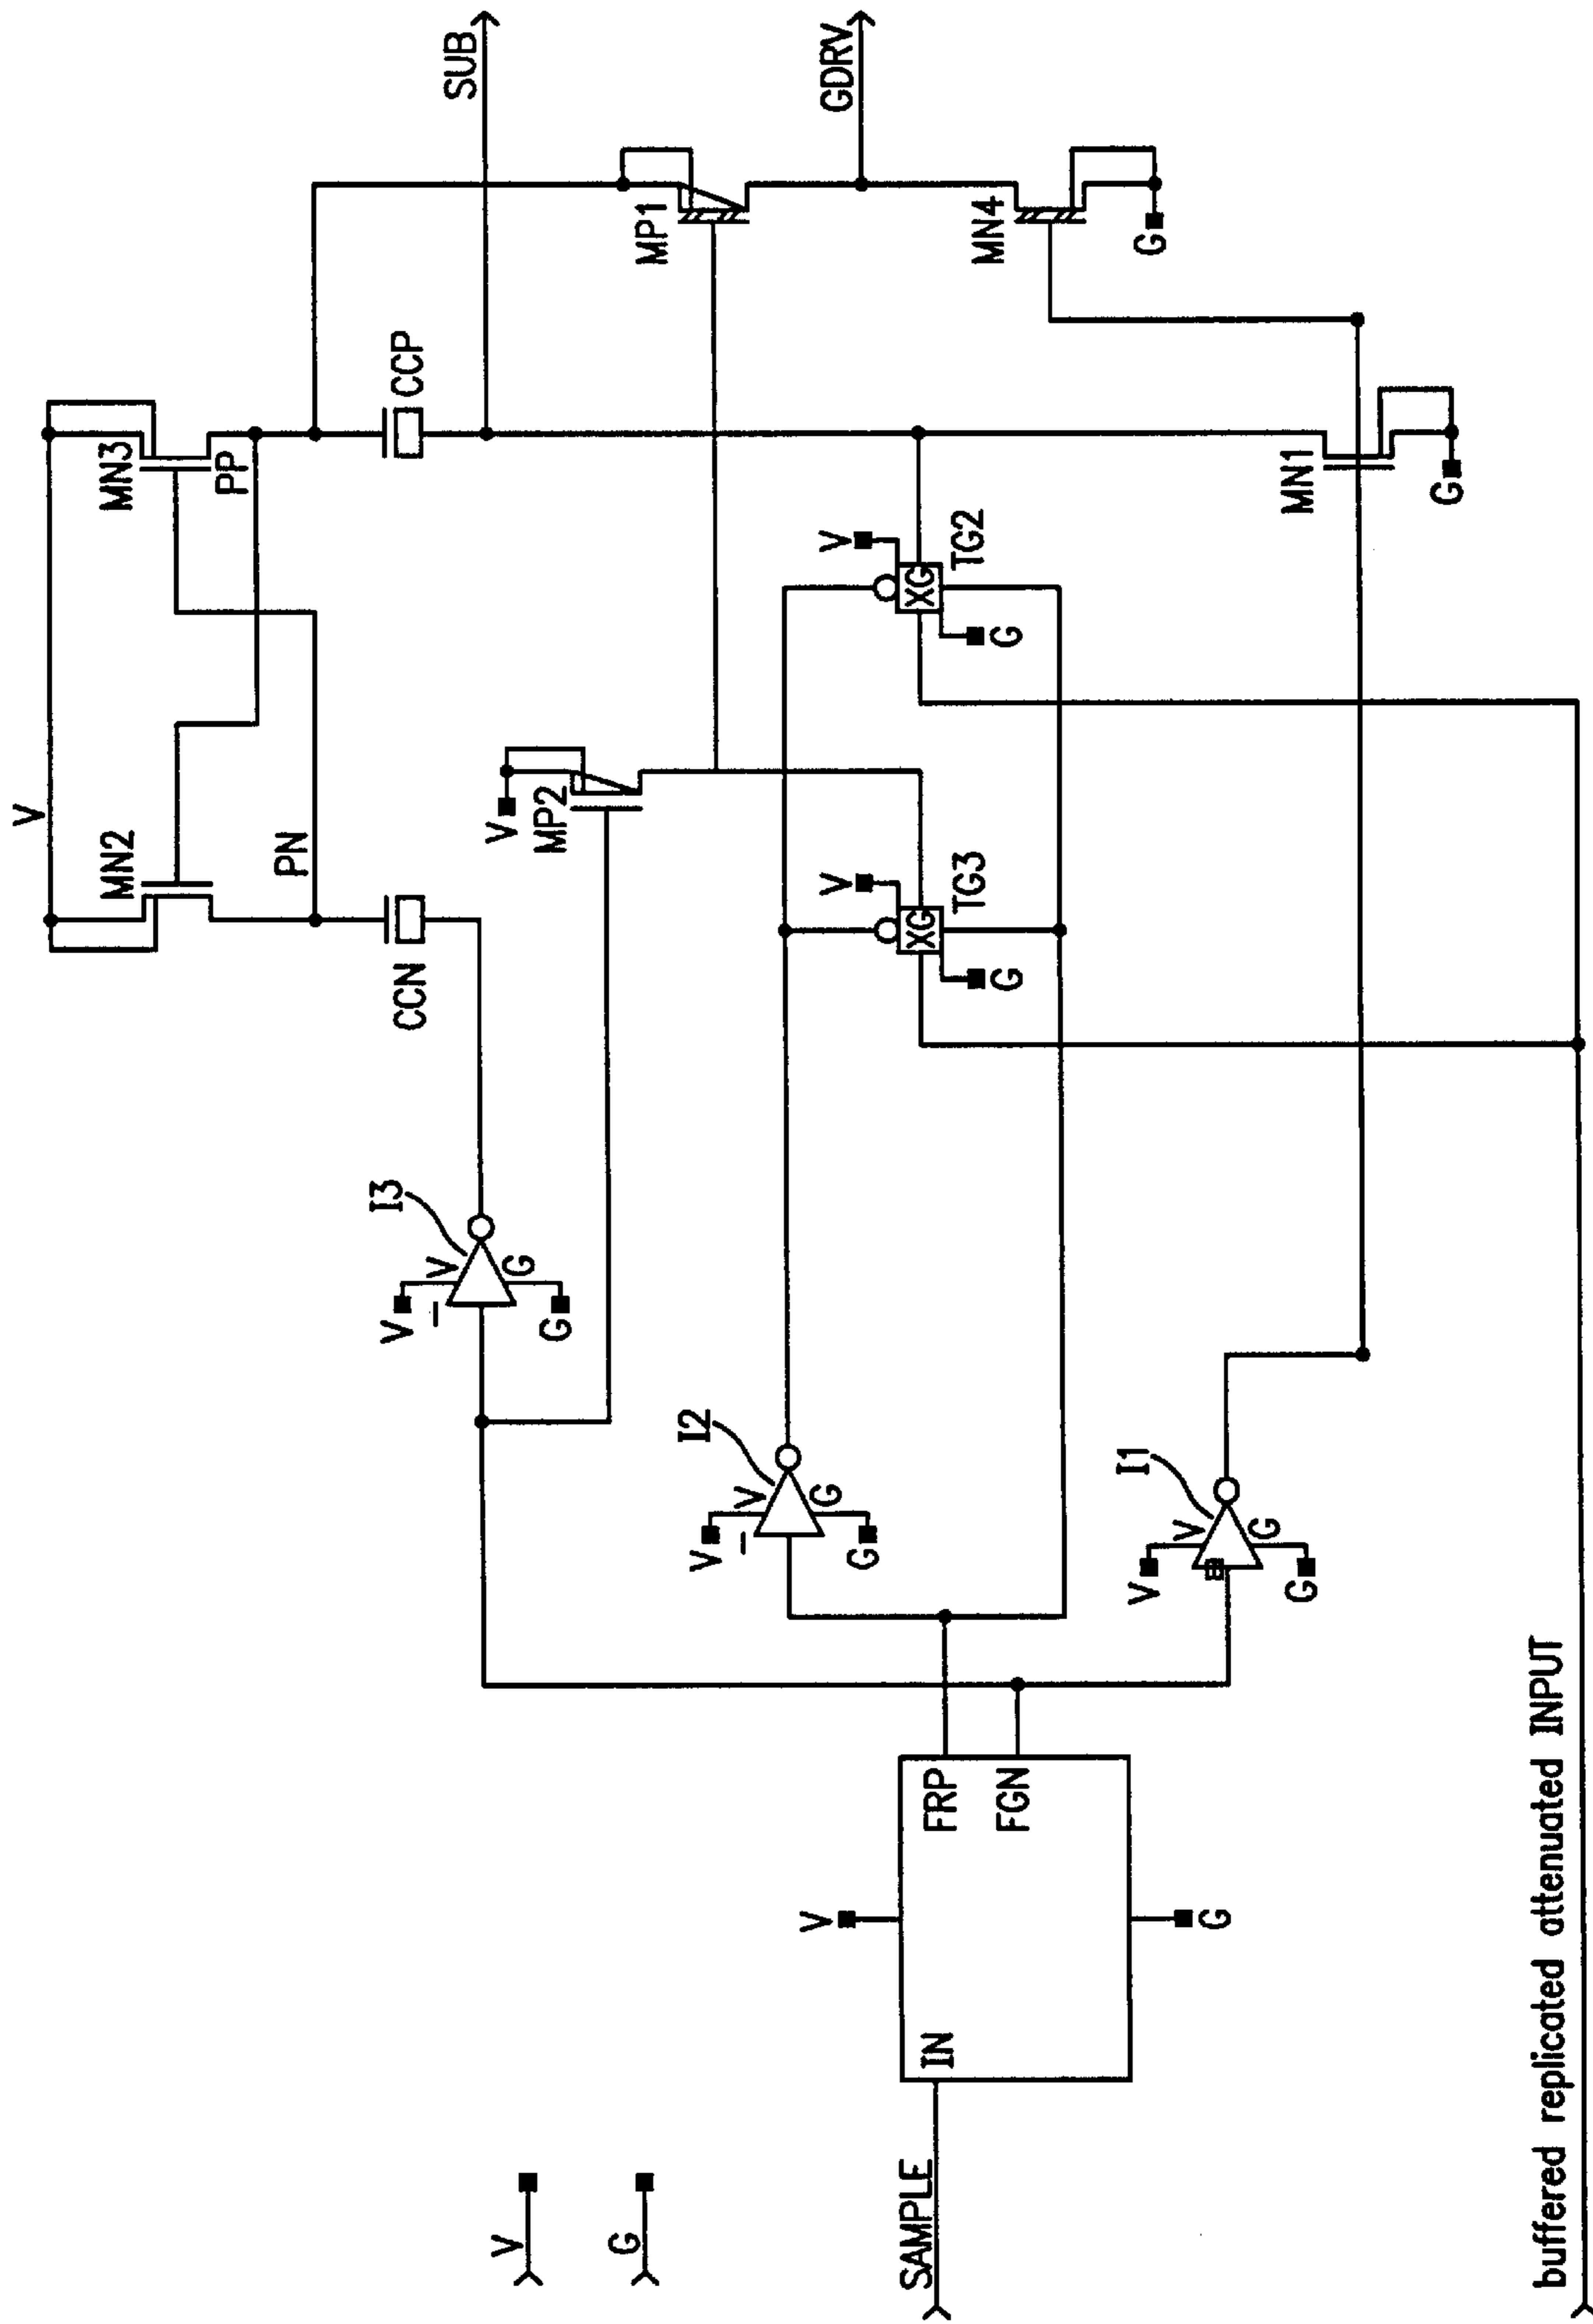 V
MN2
MN3
PP
PN
I3
V
V
CCN
CCP
SUB
V
V
G
MP2
G
G
MP1
I2
V
V
V
V
V
G
GDRV
G
SAMPLE
IN
FRP
XG
XG
TG3
TG2
MN4
G
G
FGN
I1
V
G
V
G
G
MN1
G
G
buffered replicated attenuated INPUT